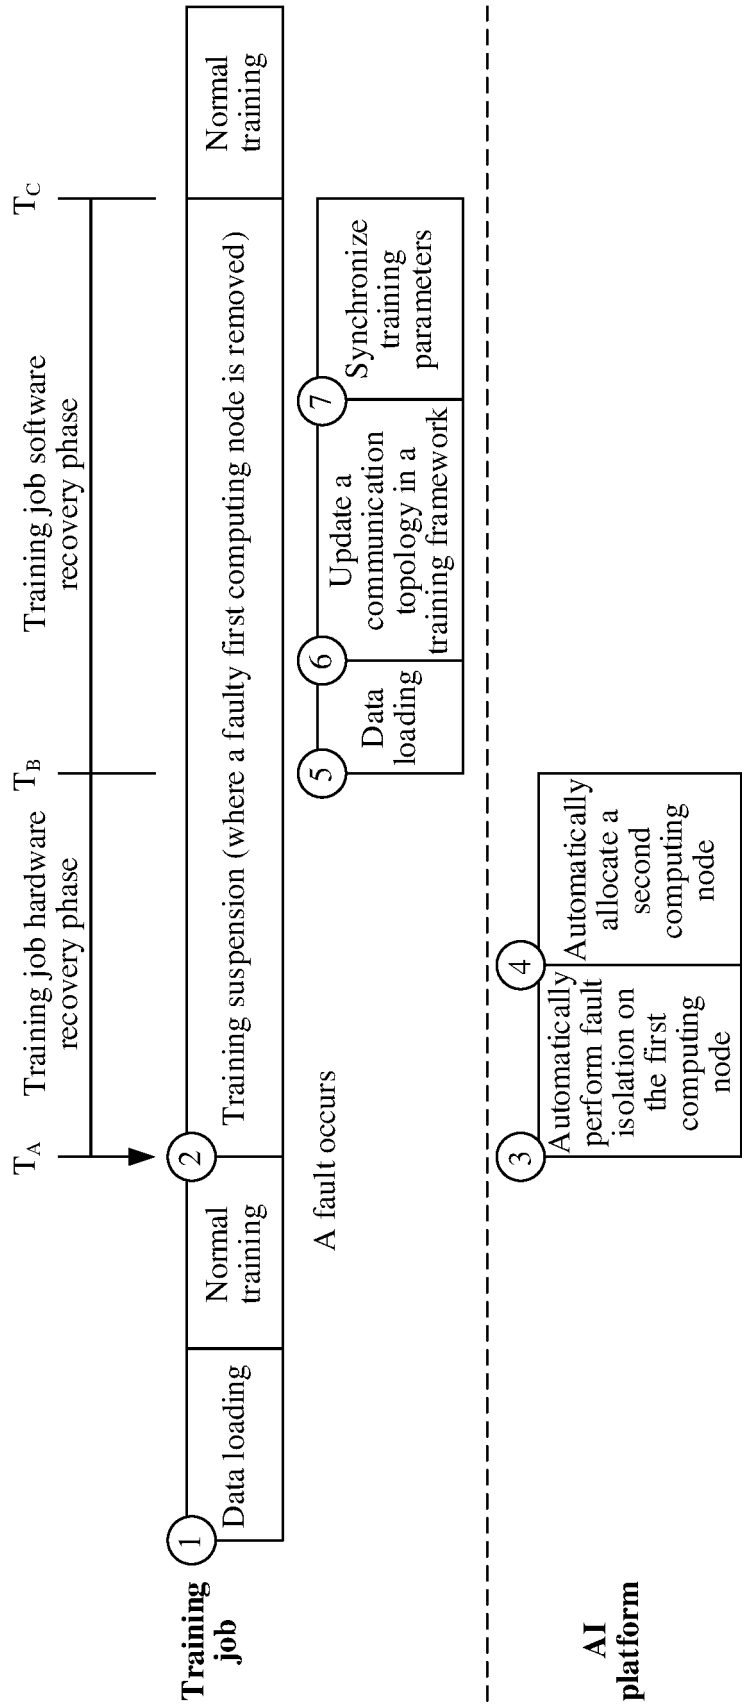 T_A
T_B
T_C
Training job hardware
recovery phase
Training job software
recovery phase
Training
job
1
Data loading
Normal
training
2
Training suspension (where a faulty first computing node is removed)
Normal
training
A fault occurs
5
Data
loading
6
Update a
communication
topology in a
training framework
7
Synchronize
training
parameters
AI
platform
3
Automatically
perform fault
isolation on
the first
computing
node
4
Automatically
allocate a
second
computing
node